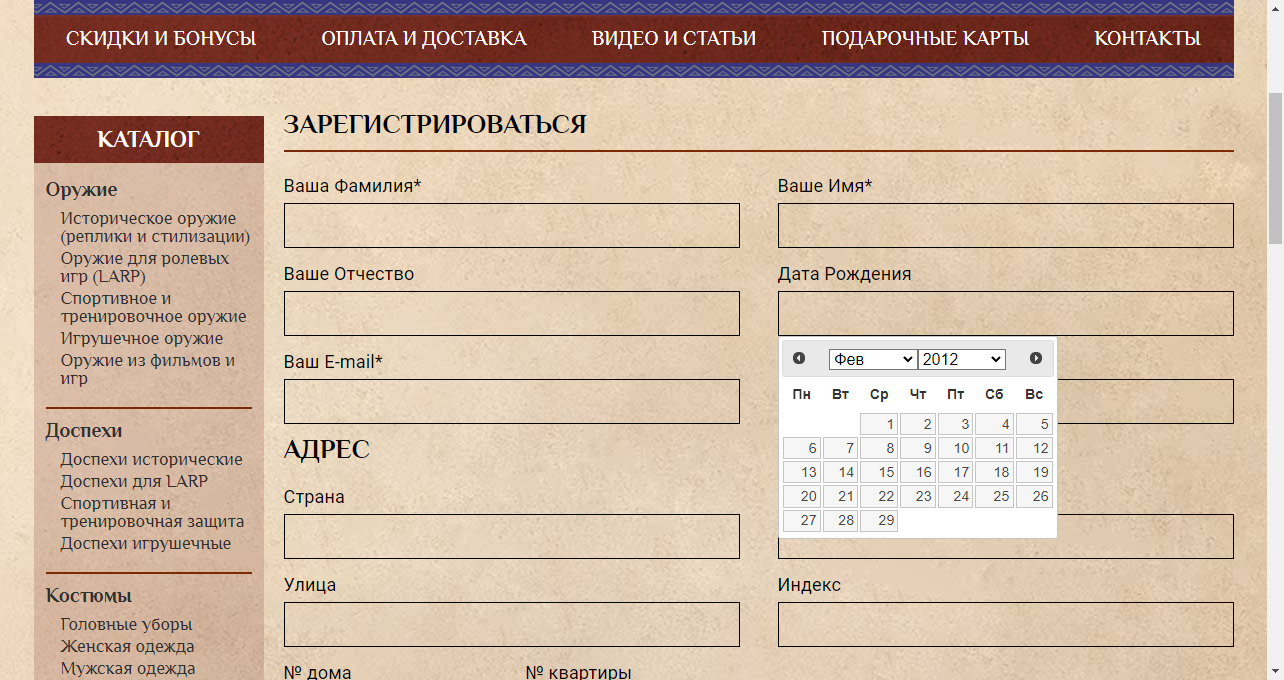 СКИДКИ И БОНУСЫ ОПЛАТА И ДОСТАВКА ВИДЕО И СТАТЬИ ПОДАРОЧНЫЕ КАРТЫ КОНТАКТЫ
КАТАЛОГ
Оружие
Историческое оружие
(реплики и стилизации)
Оружие для ролевых
игр (LARP)
Спортивное и
тренировочное оружие
Игрушечное оружие
Оружие из фильмов и
игр
Доспехи
Доспехи исторические
Доспехи для LARP
Спортивная и
тренировочная защита
Доспехи игрушечные
Костюмы
Головные уборы
Женская одежда
Мужская одежда
ЗАРЕГИСТРИРОВАТЬСЯ
Ваша Фамилия* Ваше Имя*
Ваше Отчество Дата Рождения
Ваш E-mail*
Фев 2012
Пн Вт Ср Чт Пт Сб Вс
1 2 3 4 5
6 7 8 9 10 11 12
13 14 15 16 17 18 19
20 21 22 23 24 25 26
27 28 29
АДРЕС
Страна
Улица Индекс
№ дома № квартиры